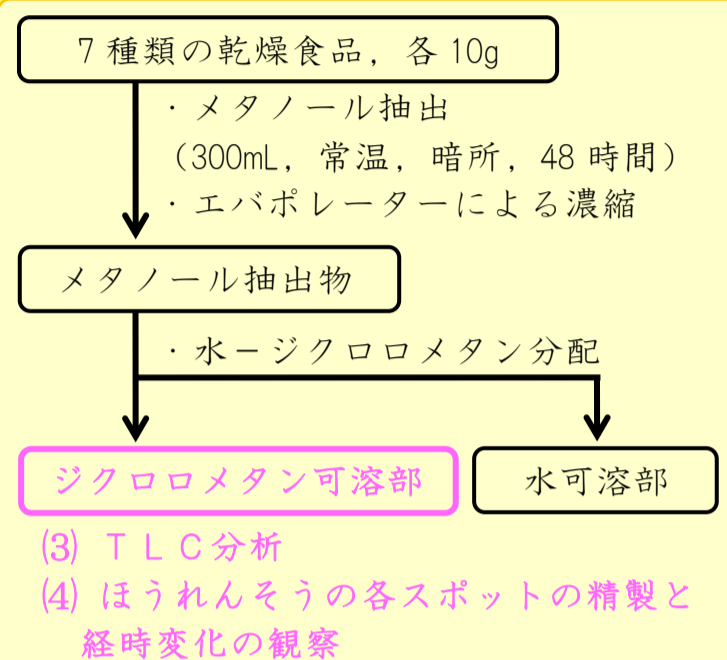 7種類の乾燥食品，各10g
・メタノール抽出
（300mL，常温，暗所，48時間）
・エバポレーターによる濃縮
メタノール抽出物
・水－ジクロロメタン分配
ジクロロメタン可溶部
水可溶部
⑶ ＴＬＣ分析
⑷ ほうれんそうの各スポットの精製と
経時変化の観察